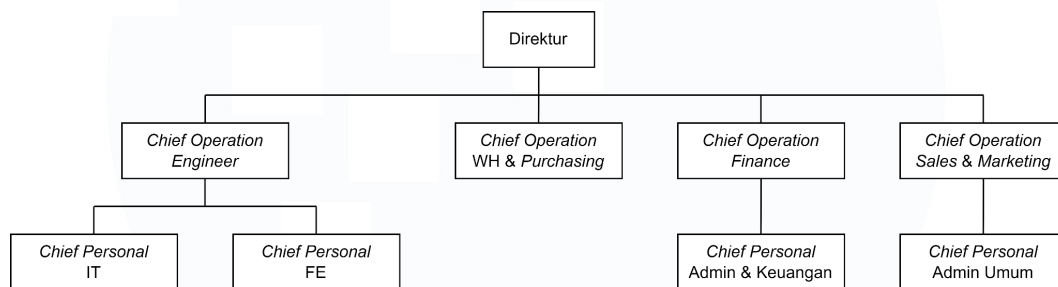 Direktur
Chief Operation
Engineer
Chief Operation
WH & Purchasing
Chief Operation
Finance
Chief Operation
Sales & Marketing
Chief Personal
IT
Chief Personal
FE
Chief Personal
Admin & Keuangan
Chief Personal
Admin Umum